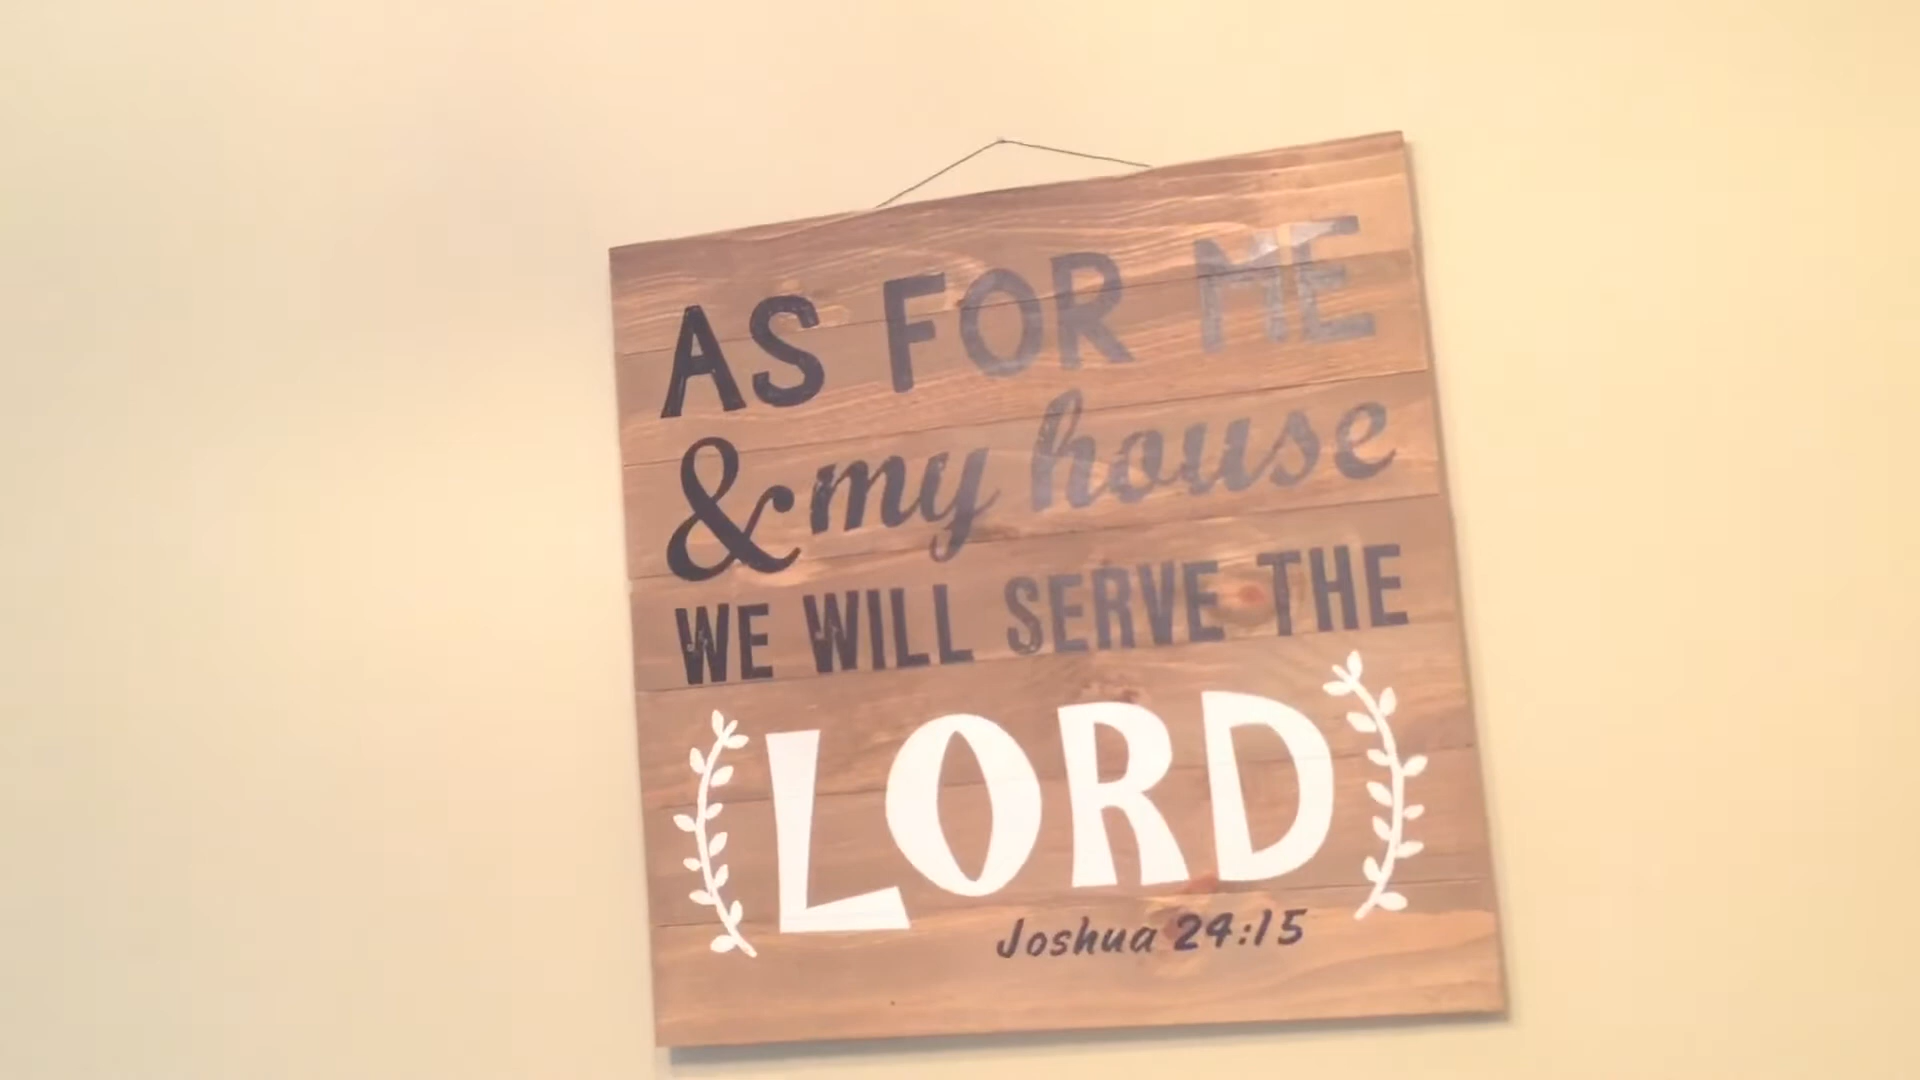 AS FOR ME
& my house
WE WILL SERVE THE
LORD
Joshua 24:15